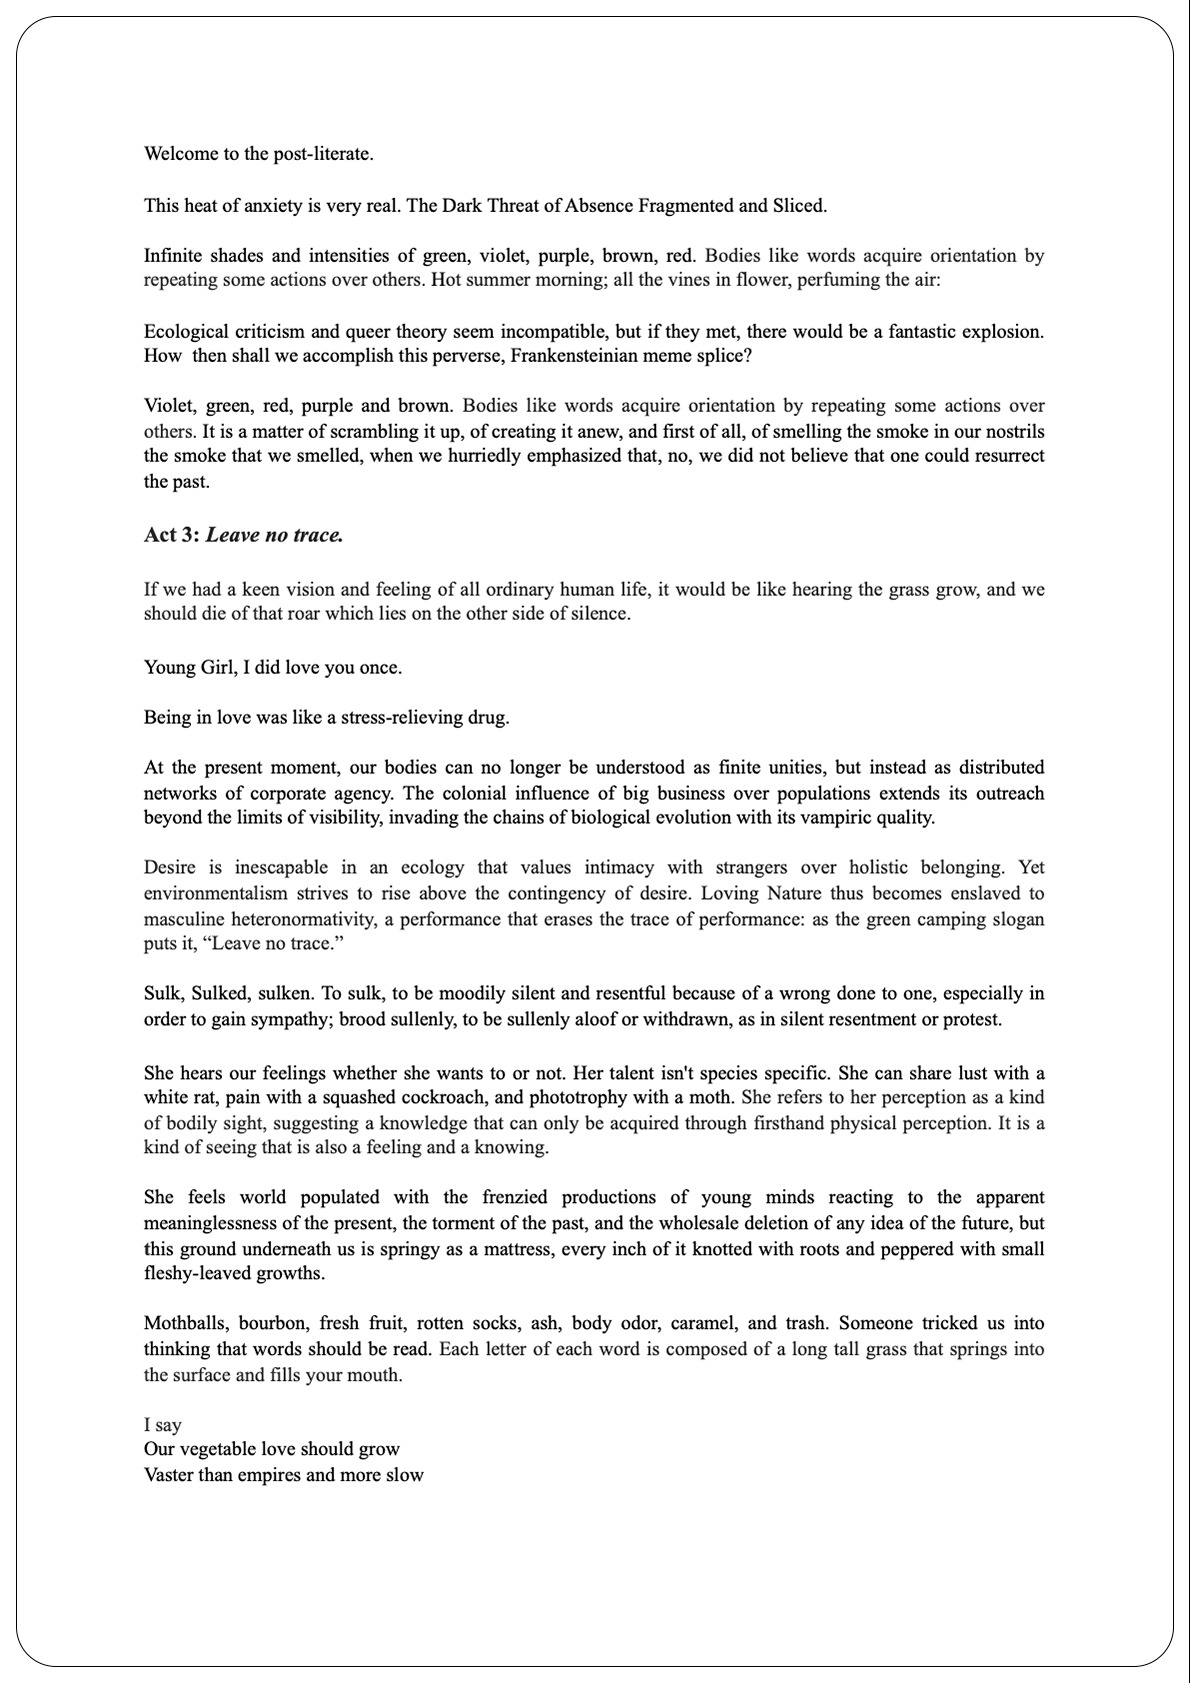 Welcome to the post-literate.
This heat of anxiety is very real. The Dark Threat of Absence Fragmented and Sliced.
Infinite shades and intensities of green, violet, purple, brown, red. Bodies like words acquire orientation by
repeating some actions over others. Hot summer morning; all the vines in flower, perfuming the air:
Ecological criticism and queer theory seem incompatible, but if they met, there would be a fantastic explosion.
How  then shall we accomplish this perverse, Frankensteinian meme splice?
Violet, green, red, purple and brown. Bodies like words acquire orientation by repeating some actions over
others. It is a matter of scrambling it up, of creating it anew, and first of all, of smelling the smoke in our nostrils
the smoke that we smelled, when we hurriedly emphasized that, no, we did not believe that one could resurrect
the past.
Act 3: Leave no trace.
If we had a keen vision and feeling of all ordinary human life, it would be like hearing the grass grow, and we
should die of that roar which lies on the other side of silence.
Young Girl, I did love you once.
Being in love was like a stress-relieving drug.
At the present moment, our bodies can no longer be understood as finite unities, but instead as distributed
networks of corporate agency. The colonial influence of big business over populations extends its outreach
beyond the limits of visibility, invading the chains of biological evolution with its vampiric quality.
Desire is inescapable in an ecology that values intimacy with strangers over holistic belonging. Yet
environmentalism strives to rise above the contingency of desire. Loving Nature thus becomes enslaved to
masculine heteronormativity, a performance that erases the trace of performance: as the green camping slogan
puts it, “Leave no trace.”
Sulk, Sulked, sulken. To sulk, to be moodily silent and resentful because of a wrong done to one, especially in
order to gain sympathy; brood sullenly, to be sullenly aloof or withdrawn, as in silent resentment or protest.
She hears our feelings whether she wants to or not. Her talent isn't species specific. She can share lust with a
white rat, pain with a squashed cockroach, and phototrophy with a moth. She refers to her perception as a kind
of bodily sight, suggesting a knowledge that can only be acquired through firsthand physical perception. It is a
kind of seeing that is also a feeling and a knowing.
She feels world populated with the frenzied productions of young minds reacting to the apparent
meaninglessness of the present, the torment of the past, and the wholesale deletion of any idea of the future, but
this ground underneath us is springy as a mattress, every inch of it knotted with roots and peppered with small
fleshy-leaved growths.
Mothballs, bourbon, fresh fruit, rotten socks, ash, body odor, caramel, and trash. Someone tricked us into
thinking that words should be read. Each letter of each word is composed of a long tall grass that springs into
the surface and fills your mouth.
I say
Our vegetable love should grow
Vaster than empires and more slow